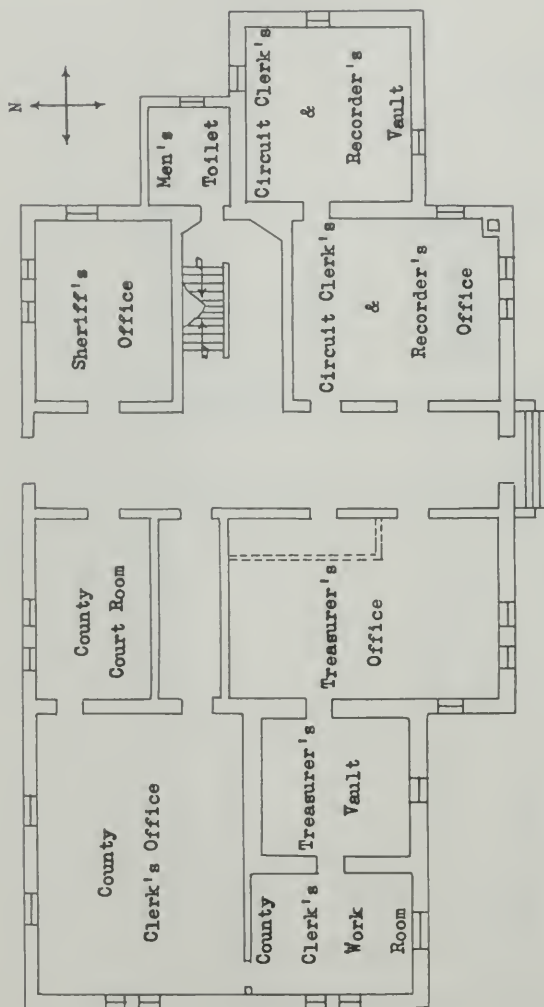 N
Men's
Toilet
Circuit Clerk's
&
Recorder's
Vault
Sheriff's
Office
Circuit Clerk's
&
Recorder's
Office
County
Court Room
Treasurer's
Office
County
Clerk's Office
Treasurer's
Vault
County
Clerk's
Work
Room